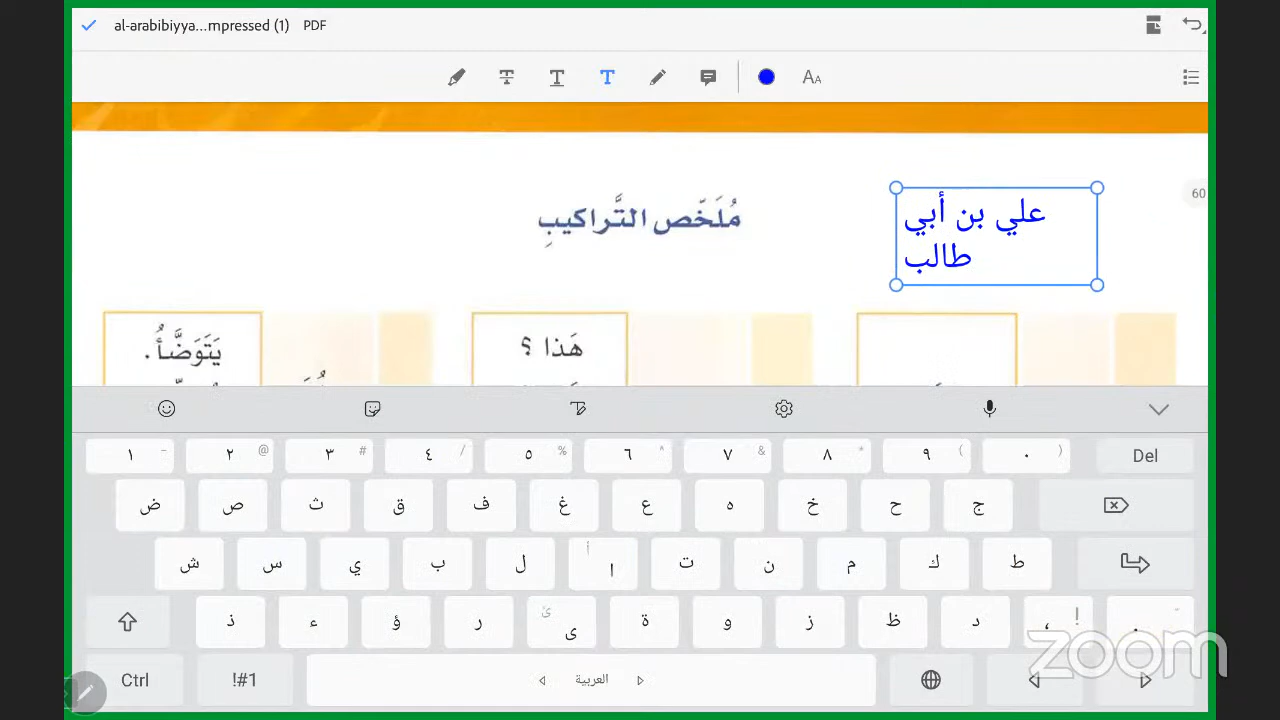 al-arabibiyya...mpressed (1) PDF
60
علي بن أبي
طالب
مُلَخّص التَّراكيبِ
هَذا ؟
يَتَوَضَّأُ.
١ - ٢ @ ٣ # ٤ / ٥ % ٦ ^ ٧ & ٨ * ٩ ( ٠ ) Del
ض ص ث ق ف غ ع ه خ ح ج
ش س ي ب ل ا أ ت ن م ك ط
ذ ء ؤ ر ى ئ ة و ز ظ د ، ! .
Ctrl !#1 العربية
zoom